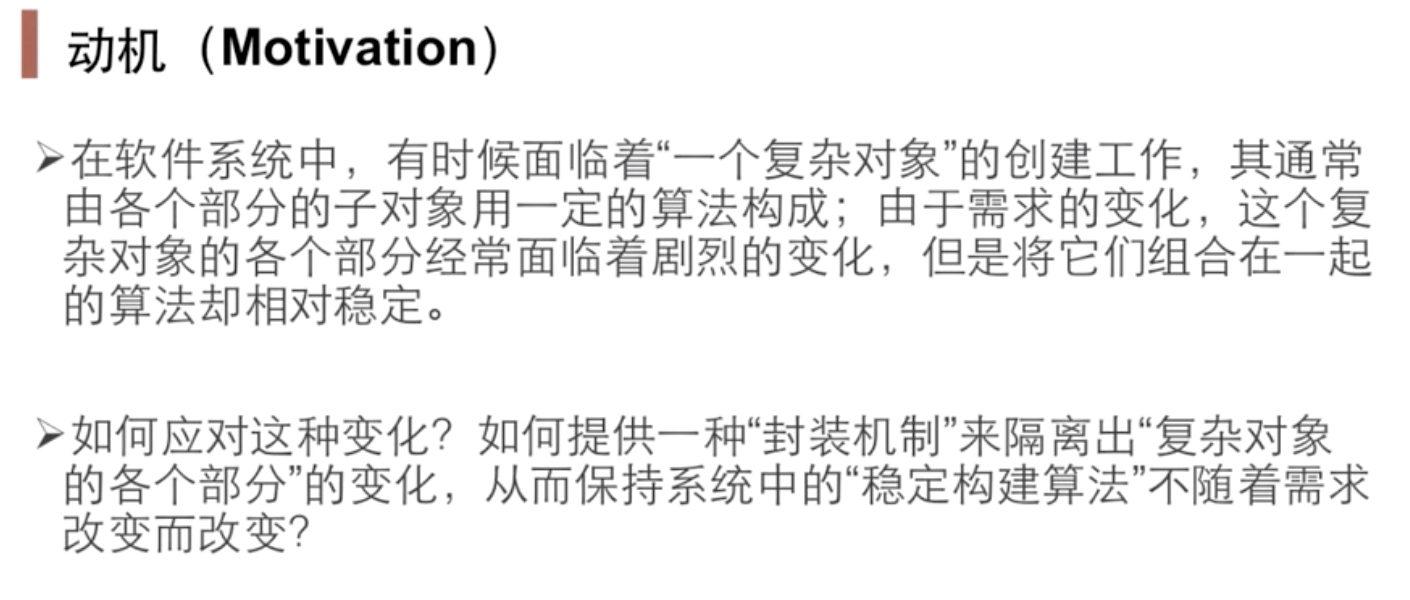 动机（Motivation）
➢在软件系统中，有时候面临着“一个复杂对象”的创建工作，其通常
由各个部分的子对象用一定的算法构成；由于需求的变化，这个复
杂对象的各个部分经常面临着剧烈的变化，但是将它们组合在一起
的算法却相对稳定。
➢如何应对这种变化？如何提供一种“封装机制”来隔离出“复杂对象
的各个部分”的变化，从而保持系统中的“稳定构建算法”不随着需求
改变而改变？